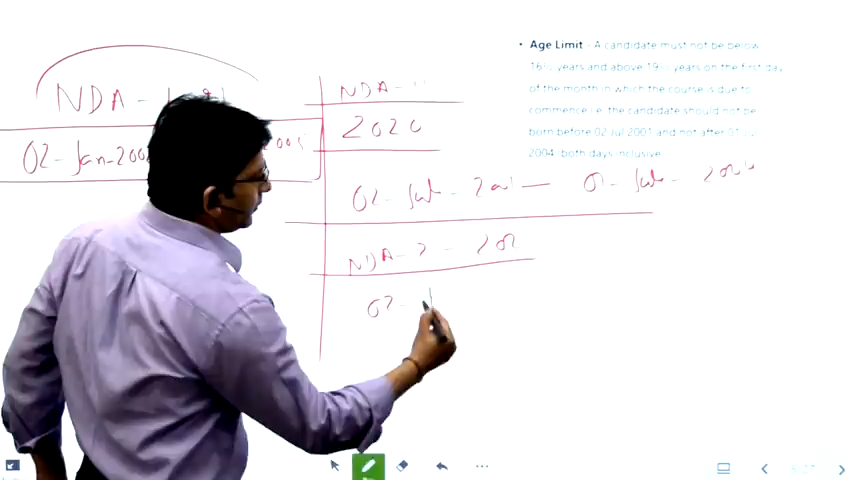 NDA -
02-Jan-200
NDA-
2020
02- July - 2001 — 01- July - 2004
NDA-2 - 202
02-
• Age Limit - A candidate must not be below
16½ years and above 19½ years on the first day
of the month in which the course is due to
commence i.e. the candidate should not be
born before 02 Jul 2001 and not after 01 Jul
2004 both days inclusive.